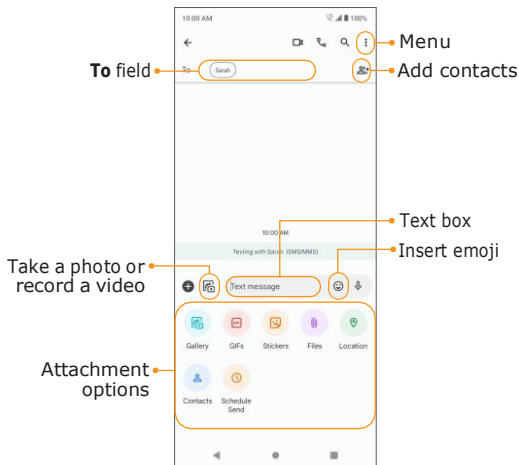 10:00 AM
100%
Menu
To field
To
Sarah
Add contacts
10:00 AM
Texting with Sarah (SMS/MMS)
Text box
Insert emoji
Take a photo or
record a video
Text message
GIF
Gallery
GIFs
Stickers
Files
Location
Attachment
options
Contacts
Schedule
Send